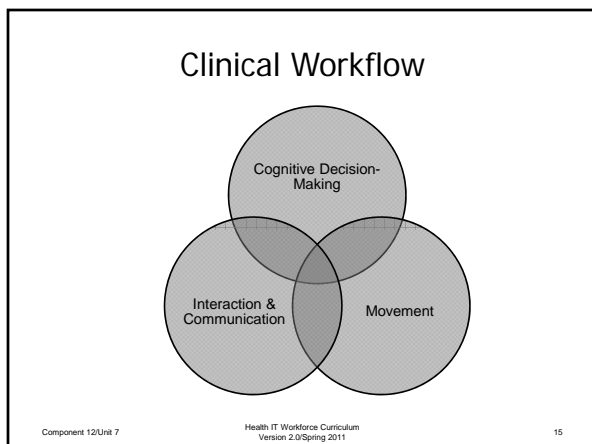 Clinical Workflow
Cognitive Decision-
Making
Interaction &
Communication
Movement
Component 12/Unit 7
Health IT Workforce Curriculum
Version 2.0/Spring 2011
15